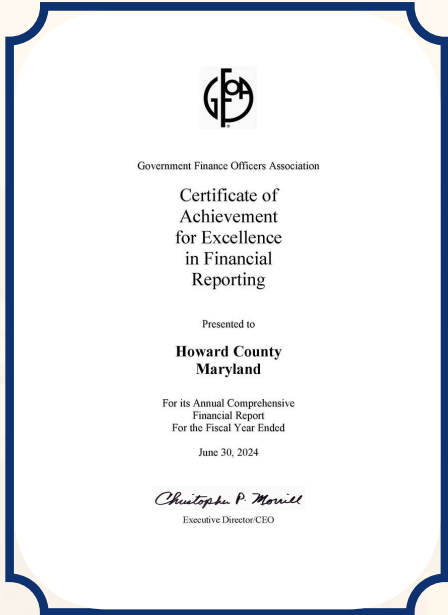 GFOA
Government Finance Officers Association
Certificate of
Achievement
for Excellence
in Financial
Reporting
Presented to
Howard County
Maryland
For its Annual Comprehensive
Financial Report
For the Fiscal Year Ended
June 30, 2024
Christopher P. Morrill
Executive Director/CEO